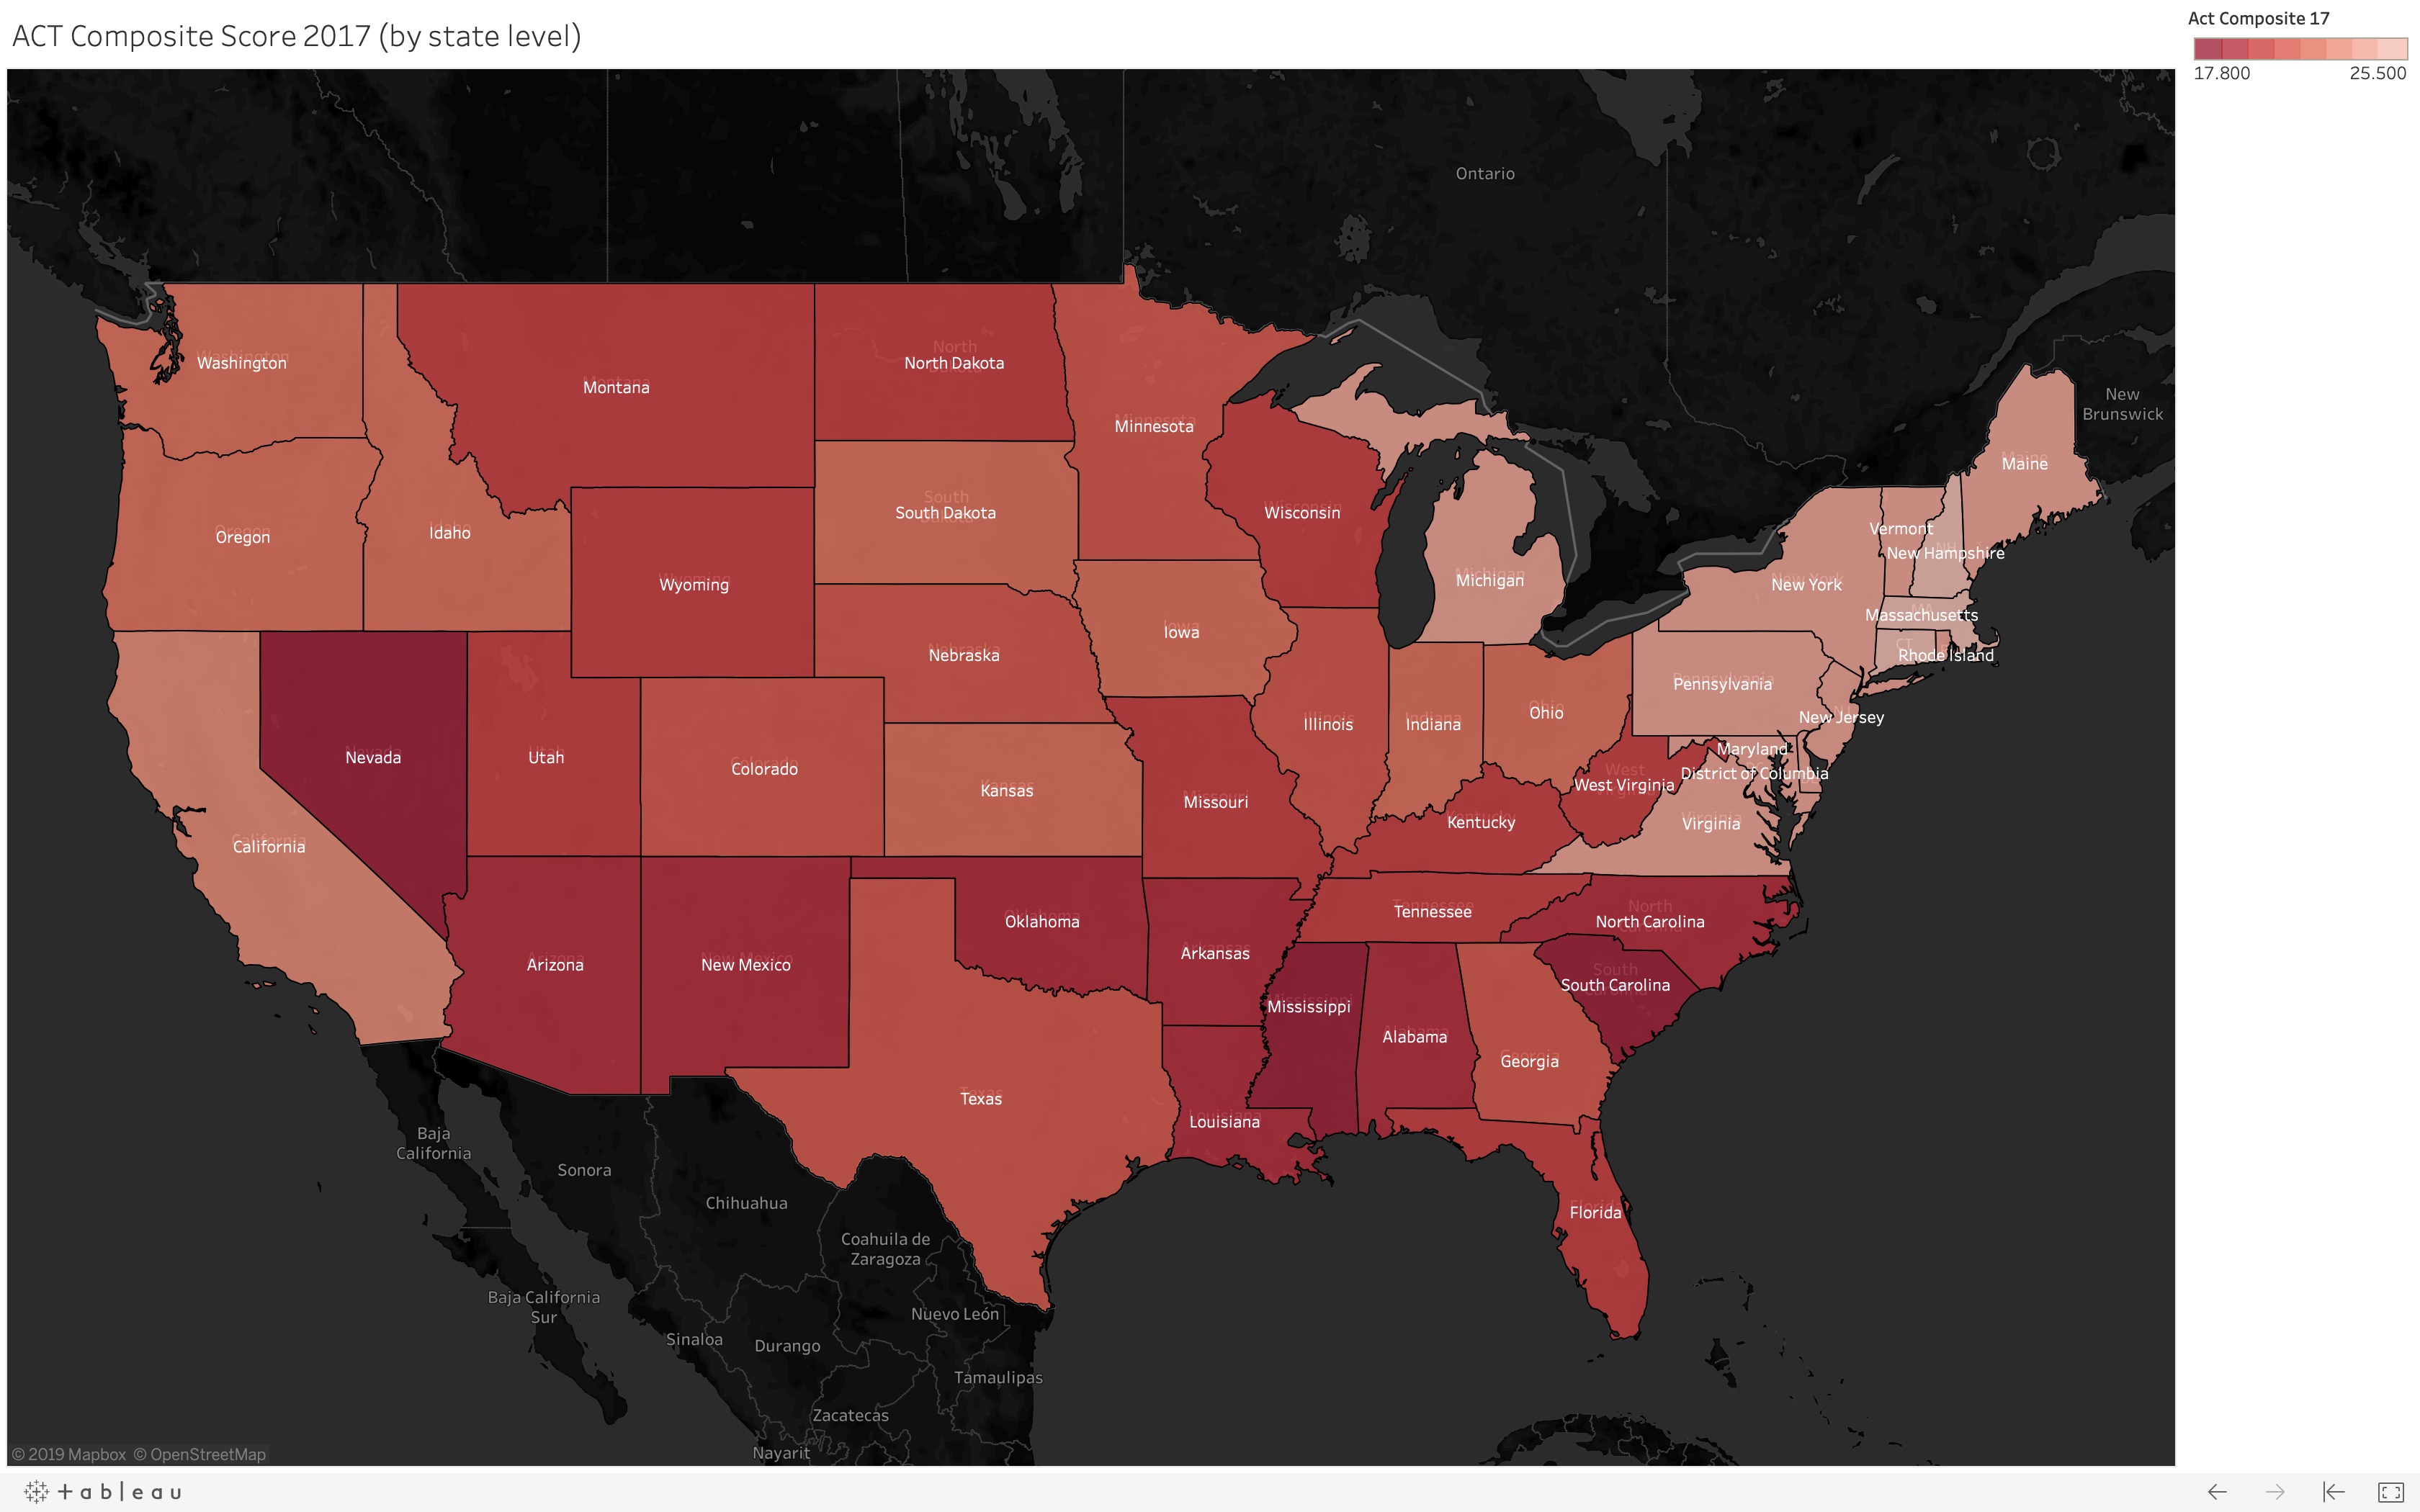 ACT Composite Score 2017 (by state level)
Act Composite 17
17.800 25.500
Ontario
New
Brunswick
Washington
Montana
North Dakota
Minnesota
Maine
Oregon
Idaho
South Dakota
Wisconsin
Vermont
New Hampshire
Wyoming
Michigan
New York
Massachusetts
Iowa
Nebraska
Rhode Island
CT
Pennsylvania
New Jersey
Nevada
Utah
Colorado
Kansas
Missouri
Illinois
Indiana
Ohio
Maryland
District of Columbia
West Virginia
Virginia
Kentucky
California
Tennessee
North Carolina
Oklahoma
Arkansas
Arizona
New Mexico
South Carolina
Mississippi
Alabama
Georgia
Texas
Louisiana
Florida
Baja
California
Sonora
Chihuahua
Coahuila de
Zaragoza
Baja California
Sur
Nuevo León
Sinaloa
Durango
Tamaulipas
Zacatecas
Nayarit
© 2019 Mapbox © OpenStreetMap
+ableau